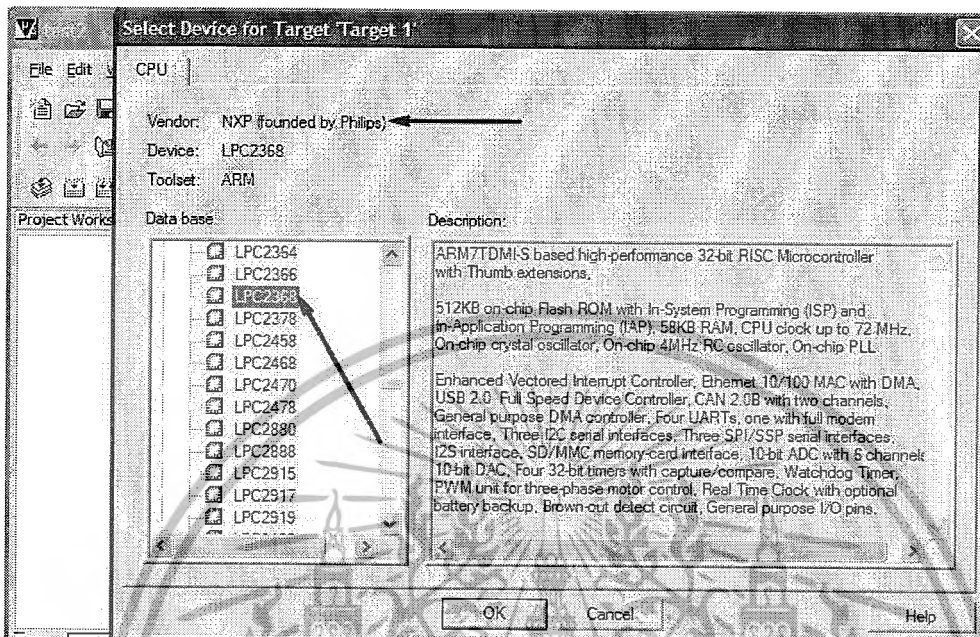 test2
Select Device for Target 'Target 1'
File Edit
CPU
Vendor: NXP (founded by Philips)
Device: LPC2368
Toolset: ARM
Project Works
Data base
Description:
LPC2364
LPC2366
LPC2368
LPC2378
LPC2458
LPC2468
LPC2470
LPC2478
LPC2880
LPC2888
LPC2915
LPC2917
LPC2919
ARM7TDMI-S based high-performance 32-bit RISC Microcontroller
with Thumb extensions,
512KB on-chip Flash ROM with In-System Programming (ISP) and
in-Application Programming (IAP), 58KB RAM, CPU clock up to 72 MHz,
On-chip crystal oscillator, On-chip 4MHz RC oscillator, On-chip PLL
Enhanced Vectored Interrupt Controller, Ethernet 10/100 MAC with DMA,
USB 2.0 Full Speed Device Controller, CAN 2.0B with two channels,
General purpose DMA controller, Four UARTs, one with full modem
interface, Three I2C serial interfaces, Three SPI/SSP serial interfaces,
I2S interface, SD/MMC memory-card interface, 10-bit ADC with 6 channels
10-bit DAC, Four 32-bit timers with capture/compare, Watchdog Timer,
PWM unit for three-phase motor control, Real Time Clock with optional
battery backup, Brown-out detect circuit, General purpose I/O pins.
OK Cancel Help